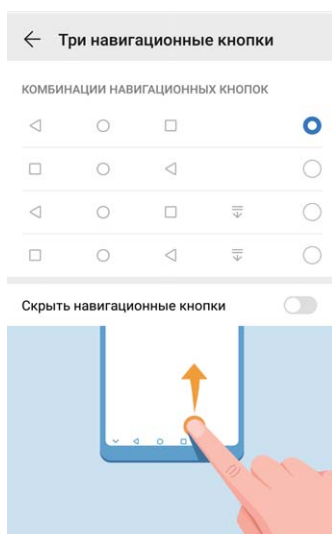 Три навигационные кнопки
КОМБИНАЦИИ НАВИГАЦИОННЫХ КНОПОК
Скрыть навигационные кнопки